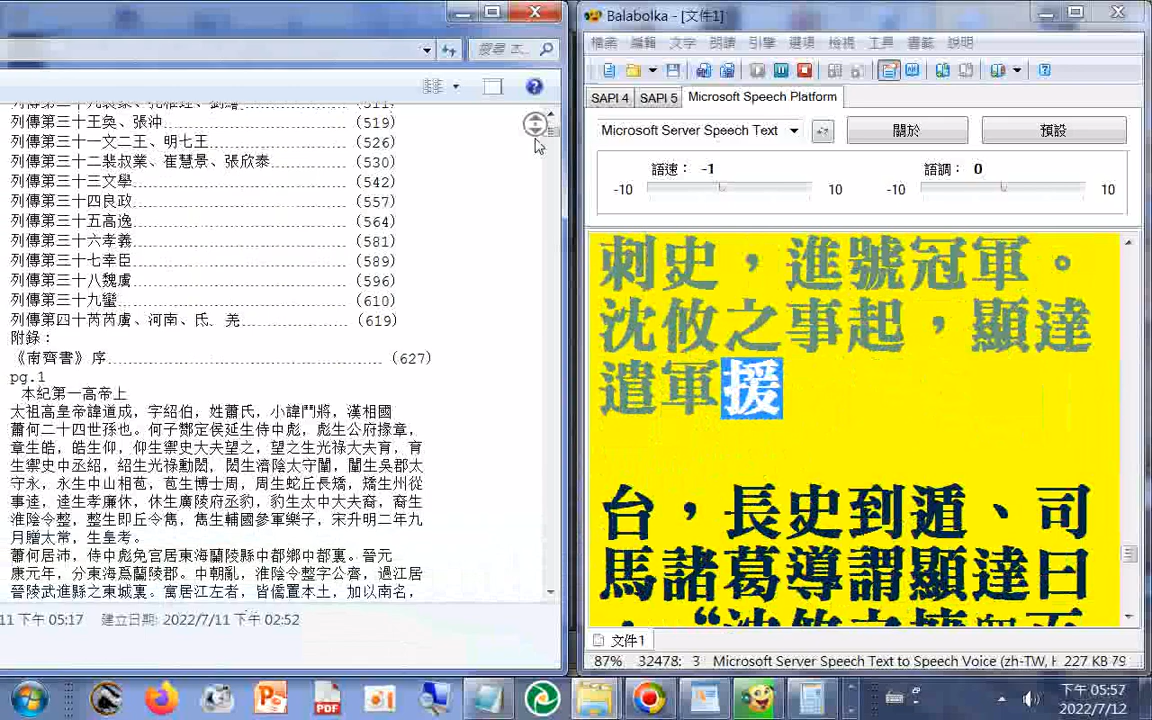 搜尋 本...
列傳第三十王奐、張沖 (519)
列傳第三十一文二王、明七王 (526)
列傳第三十二裴叔業、崔慧景、張欣泰 (530)
列傳第三十三文學 (542)
列傳第三十四良政 (557)
列傳第三十五高逸 (564)
列傳第三十六孝義 (581)
列傳第三十七幸臣 (589)
列傳第三十八魏虜 (596)
列傳第三十九蠻 (610)
列傳第四十芮芮虜、河南、氐、羌 (619)
附錄：
《南齊書》序 (627)
pg.1
本紀第一高帝上
太祖高皇帝諱道成，字紹伯，姓蕭氏，小諱鬥將，漢相國
蕭何二十四世孫也。何子酇定侯延生侍中彪，彪生公府掾章，
章生皓，皓生仰，仰生禦史大夫望之，望之生光祿大夫育，育
生禦史中丞紹，紹生光祿勳閎，閎生濟陰太守闡，闡生吳郡太
守永，永生中山相苞，苞生博士周，周生蛇丘長矯，矯生州從
事逵，逵生孝廉休，休生廣陵府丞豹，豹生太中大夫裔，裔生
淮陰令整，整生即丘令雋，雋生輔國參軍樂子，宋升明二年九
月贈太常，生皇考。
蕭何居沛，侍中彪免官居東海蘭陵縣中都鄉中都裏。晉元
康元年，分東海爲蘭陵郡。中朝亂，淮陰令整字公齊，過江居
晉陵武進縣之東城裏。寓居江左者，皆僑置本土，加以南名，
11 下午 05:17 建立日期: 2022/7/11 下午 02:52
Balabolka - [文件1]
檔案 編輯 文字 朗讀 引擎 選項 檢視 工具 書籤 說明
SAPI 4 SAPI 5 Microsoft Speech Platform
Microsoft Server Speech Text 關於 預設
語速： -1 語調： 0
-10 10 -10 10
刺史，進號冠軍。
沈攸之事起，顯達
遣軍援
台，長史到遁、司
馬諸葛導謂顯達曰
文件1
87% 32478: 3 Microsoft Server Speech Text to Speech Voice (zh-TW, H 227 KB 79
PDF
下午 05:57
2022/7/12